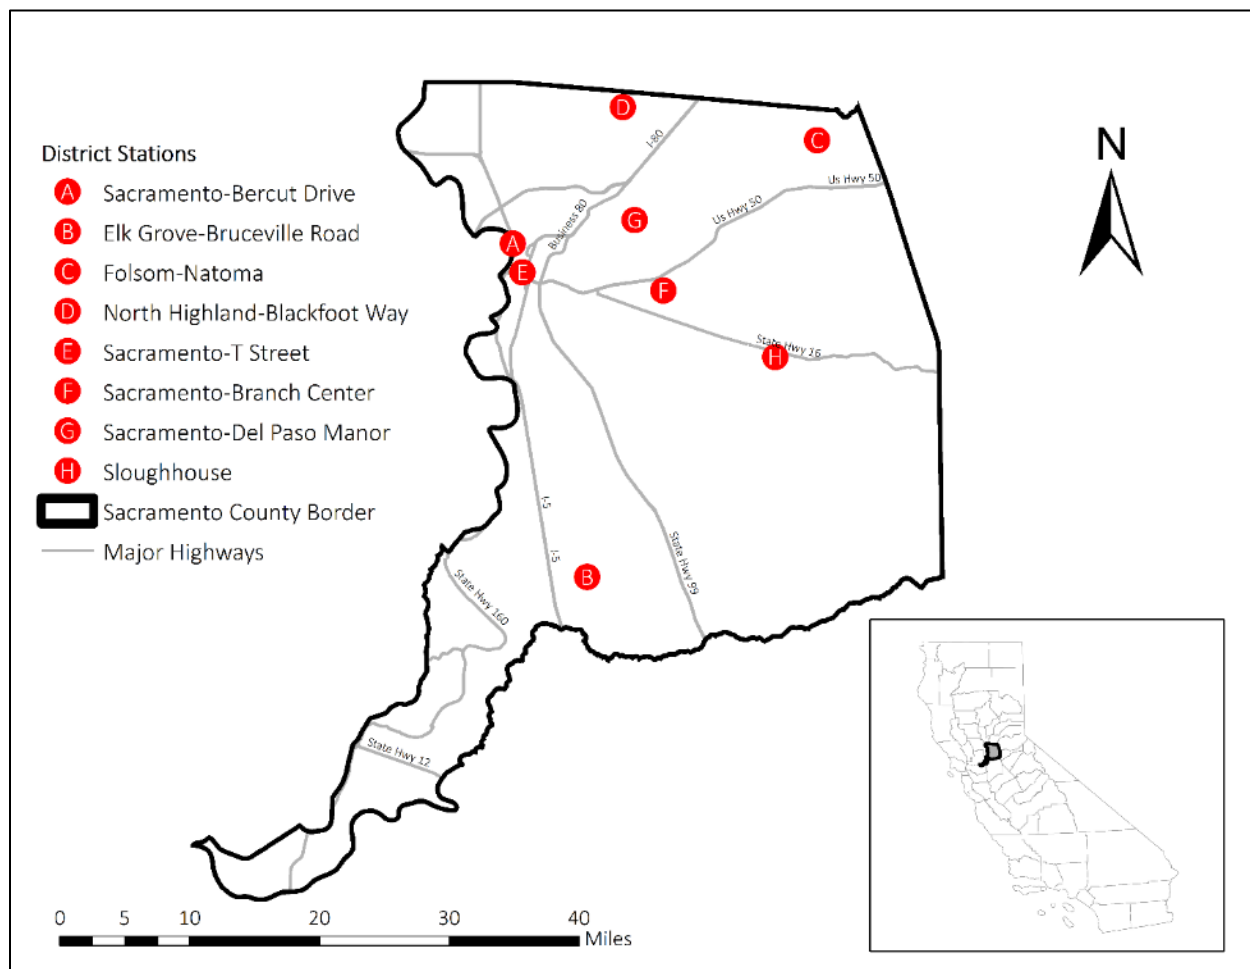 District Stations
A Sacramento-Bercut Drive
B Elk Grove-Bruceville Road
C Folsom-Natoma
D North Highland-Blackfoot Way
E Sacramento-T Street
F Sacramento-Branch Center
G Sacramento-Del Paso Manor
H Sloughhouse
Sacramento County Border
Major Highways
D
C
I-80
Us Hwy 50
Us Hwy 50
Business 80
G
A
E
F
State Hwy 16
H
I-5
I-5
State Hwy 99
B
State Hwy 160
State Hwy 12
N
0 5 10 20 30 40
Miles